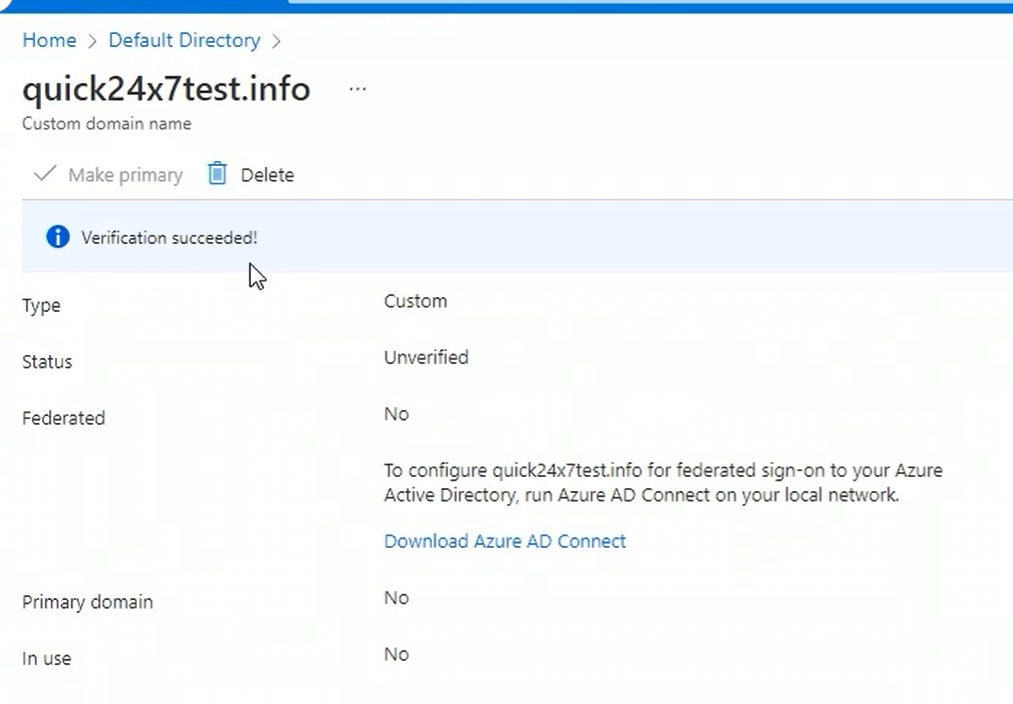 Home > Default Directory >
quick24x7test.info ...
Custom domain name
Make primary Delete
Verification succeeded!
Type Custom
Status Unverified
Federated No
To configure quick24x7test.info for federated sign-on to your Azure
Active Directory, run Azure AD Connect on your local network.
Download Azure AD Connect
Primary domain No
In use No